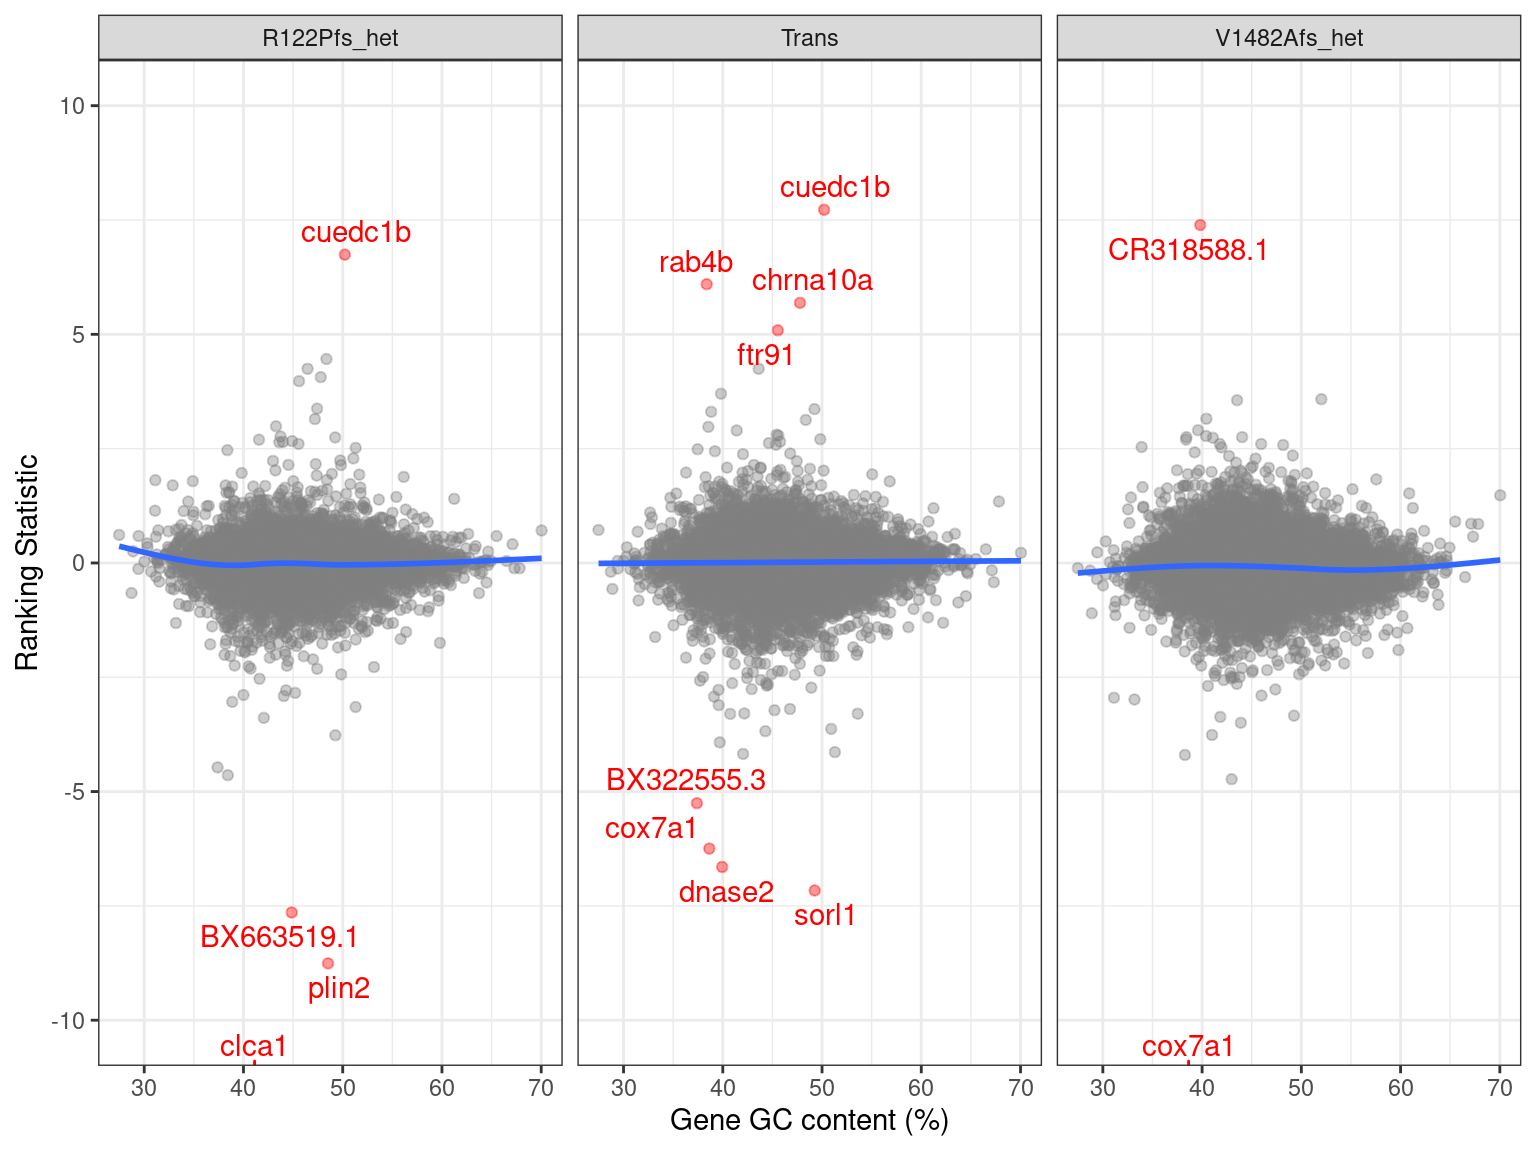 R122Pfs_het
Trans
V1482Afs_het
Ranking Statistic
10
5
0
-5
-10
cuedc1b
BX663519.1
plin2
clca1
cuedc1b
rab4b
chrna10a
ftr91
BX322555.3
cox7a1
dnase2
sorl1
CR318588.1
cox7a1
30 40 50 60 70
30 40 50 60 70
30 40 50 60 70
Gene GC content (%)